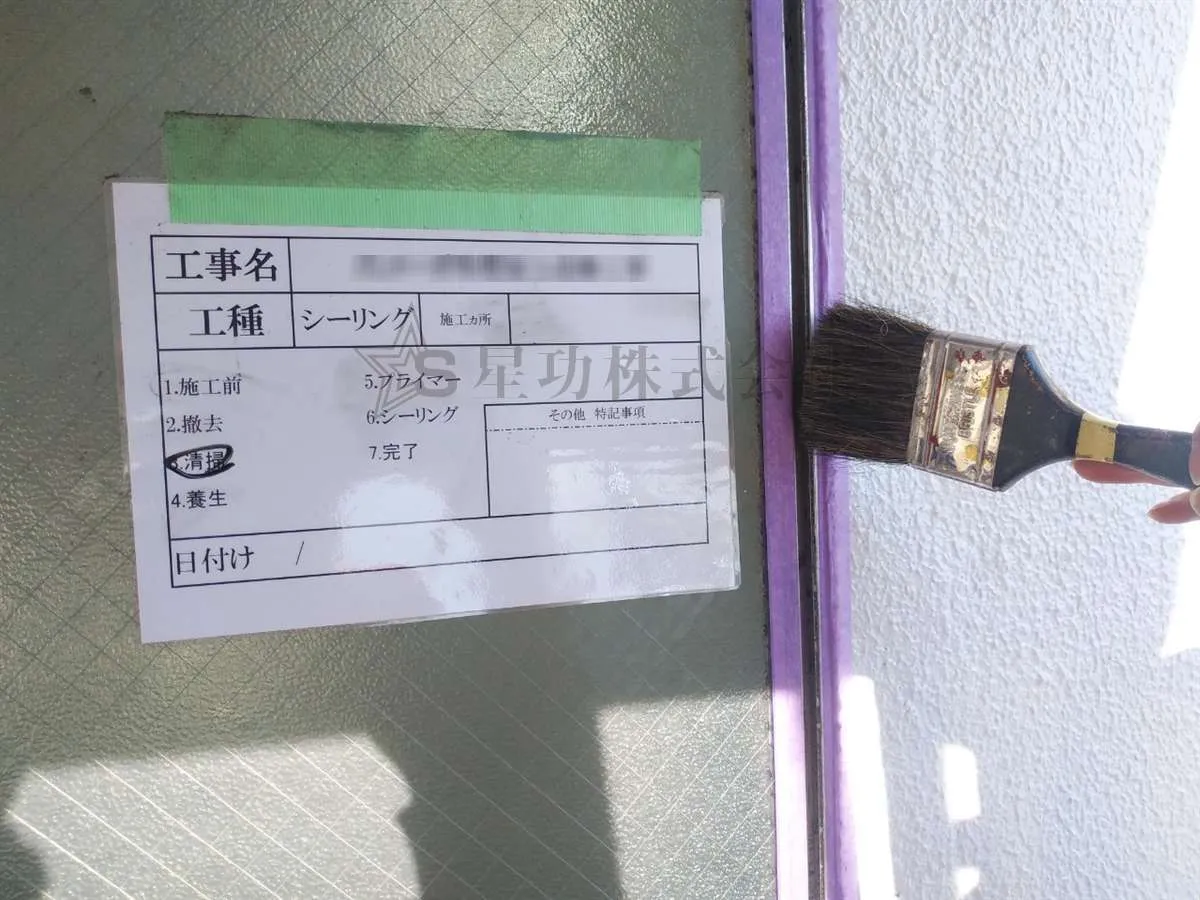 工事名
工種 シーリング 施工ヵ所
1.施工前 5.プライマー
2.撤去 6.シーリング その他 特記事項
3.清掃 7.完了
4.養生
日付け /
S星功株式会